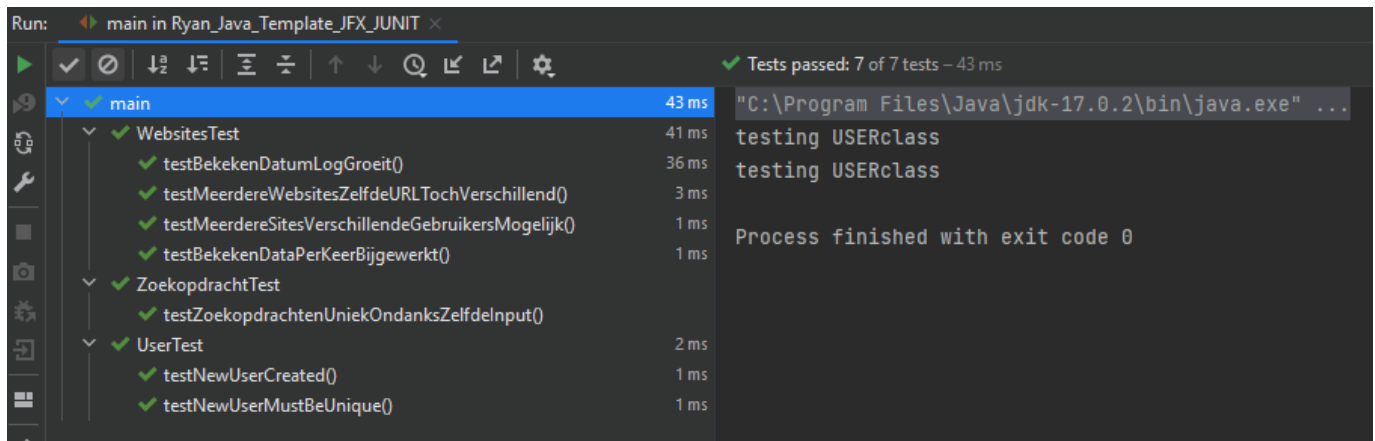 Run: main in Ryan_Java_Template_JFX_JUNIT
Tests passed: 7 of 7 tests – 43 ms
main 43 ms
WebsitesTest 41 ms
testBekekenDatumLogGroeit() 36 ms
testMeerdereWebsitesZelfdeURLTochVerschillend() 3 ms
testMeerdereSitesVerschillendeGebruikersMogelijk() 1 ms
testBekekenDataPerKeerBijgewerkt() 1 ms
ZoekopdrachtTest
testZoekopdrachtenUniekOndanksZelfdeInput()
UserTest 2 ms
testNewUserCreated() 1 ms
testNewUserMustBeUnique() 1 ms
"C:\Program Files\Java\jdk-17.0.2\bin\java.exe" ...
testing USERclass
testing USERclass
Process finished with exit code 0